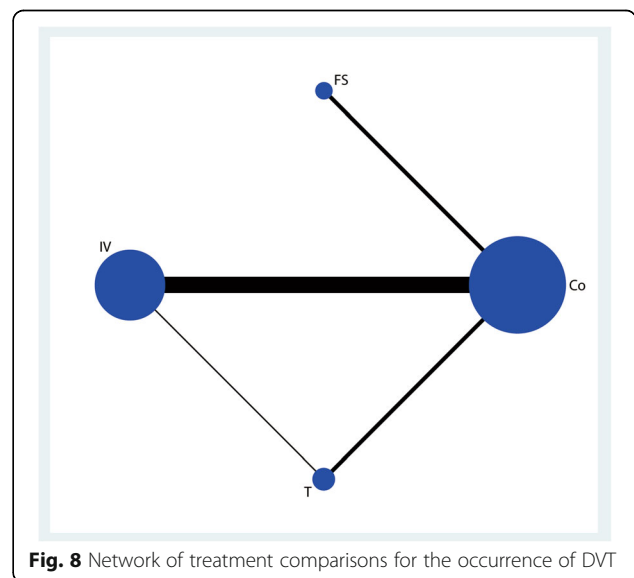 FS
IV
Co
T
Fig. 8 Network of treatment comparisons for the occurrence of DVT